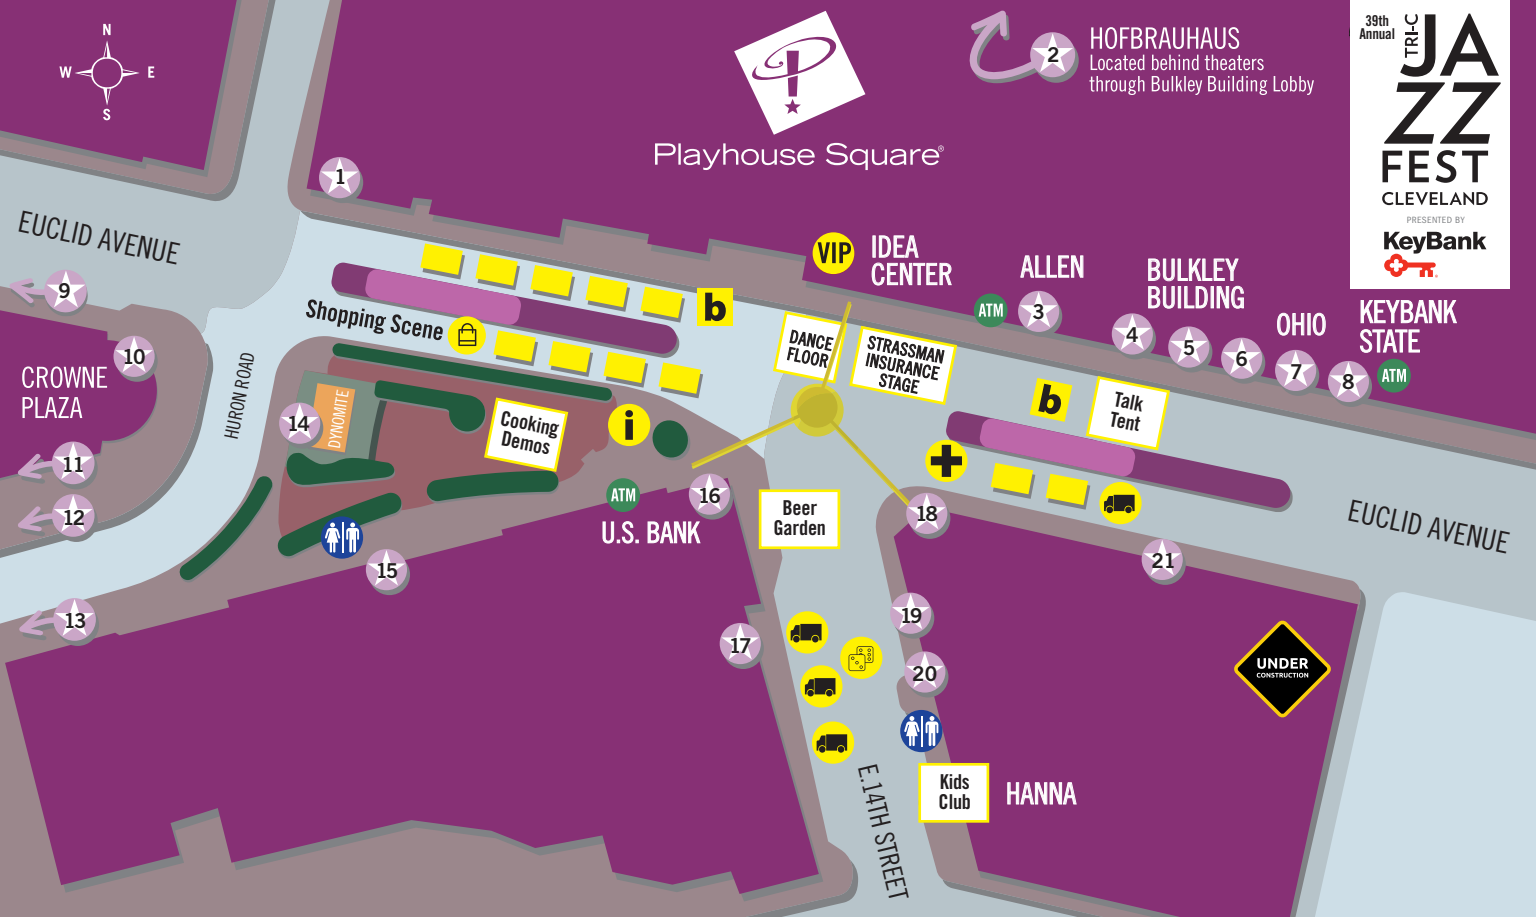 N
W E
S
Playhouse Square®
2
HOFBRAUHAUS
Located behind theaters
through Bulkley Building Lobby
39th
Annual
TRI-C
JA
ZZ
FEST
CLEVELAND
PRESENTED BY
KeyBank
1
EUCLID AVENUE
9
10
CROWNE
PLAZA
11
12
13
HURON ROAD
Shopping Scene
b
VIP
IDEA
CENTER
ATM
ALLEN
3
BULKLEY
BUILDING
4
5
6
OHIO
7
KEYBANK
STATE
8
ATM
DANCE
FLOOR
STRASSMAN
INSURANCE
STAGE
b
Talk
Tent
14
DYNOMITE
Cooking
Demos
i
ATM
16
U.S. BANK
15
Beer
Garden
18
21
EUCLID AVENUE
17
19
20
UNDER
CONSTRUCTION
Kids
Club
HANNA
E.14TH STREET